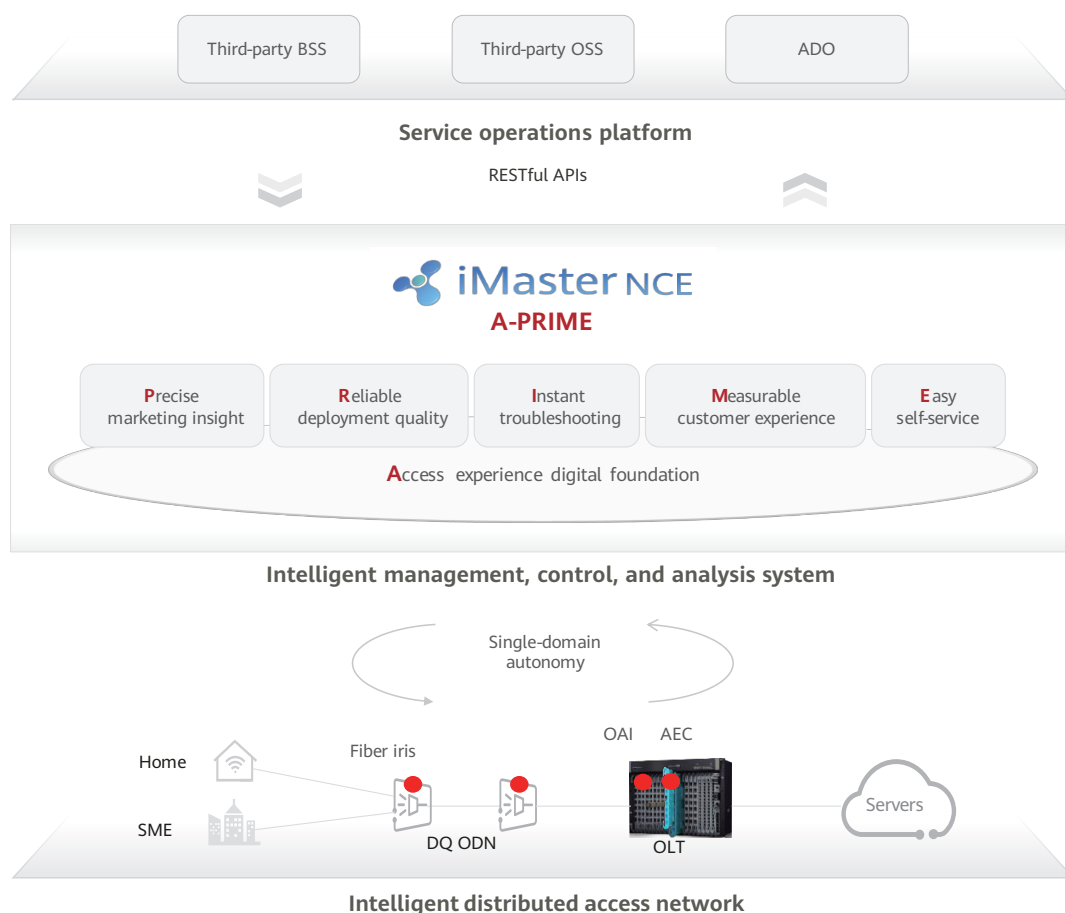 Third-party BSS
Third-party OSS
ADO
Service operations platform
RESTful APIs
iMaster NCE
A-PRIME
Precise
marketing insight
Reliable
deployment quality
Instant
troubleshooting
Measurable
customer experience
Easy
self-service
Access experience digital foundation
Intelligent management, control, and analysis system
Single-domain
autonomy
OAI
AEC
Fiber iris
Home
SME
DQ ODN
OLT
Servers
Intelligent distributed access network